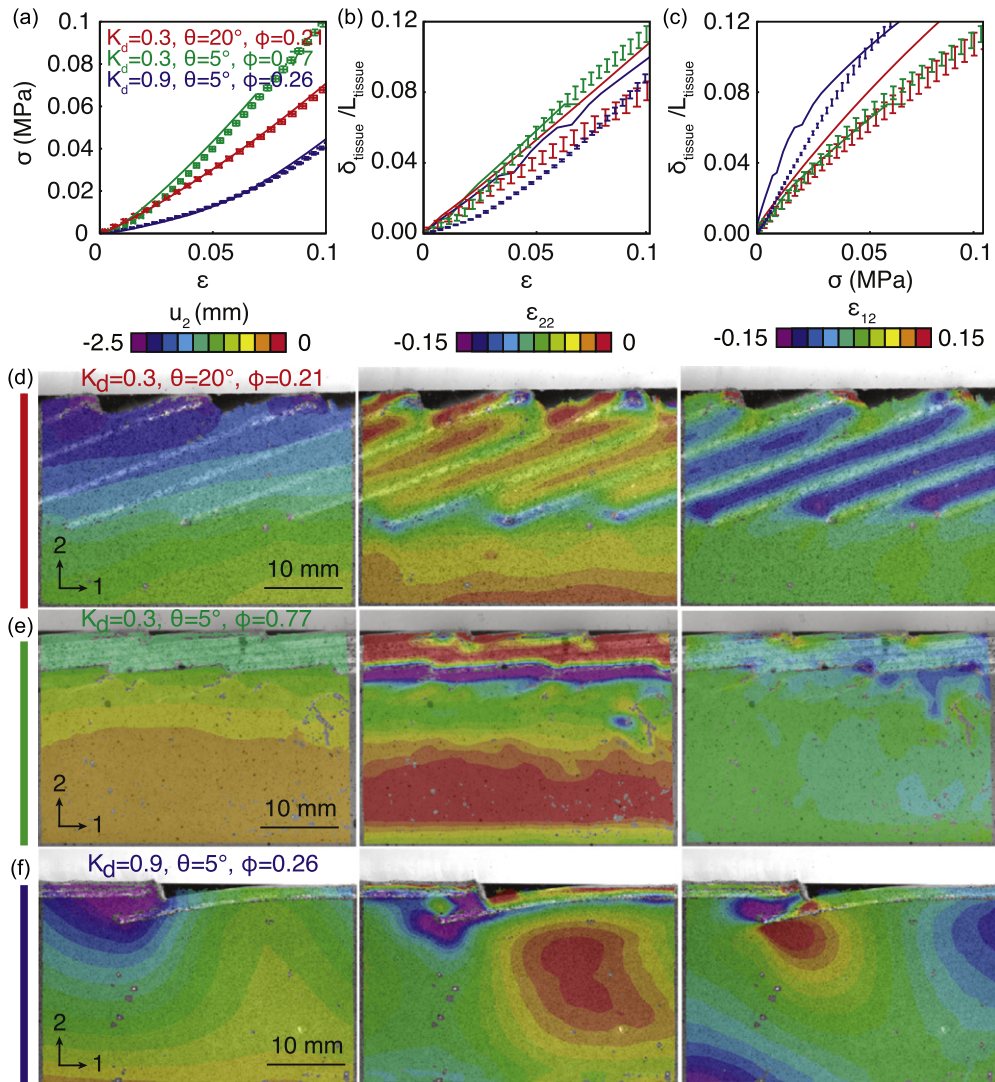 (a)
0.1
K_d=0.3, θ=20°, ϕ=0.21
K_d=0.3, θ=5°, ϕ=0.77
K_d=0.9, θ=5°, ϕ=0.26
0.08
0.06
0.04
0.02
0
σ (MPa)
0
0.05
0.1
ε
(b)
0.12
0.08
0.04
0.00
δ_tissue /L_tissue
0
0.05
0.1
ε
(c)
0.12
0.08
0.04
0.00
δ_tissue /L_tissue
0
0.05
0.1
σ (MPa)
u_2 (mm)
-2.5
0
ε_22
-0.15
0
ε_12
-0.15
0.15
(d)
K_d=0.3, θ=20°, ϕ=0.21
2
1
10 mm
(e)
K_d=0.3, θ=5°, ϕ=0.77
2
1
10 mm
(f)
K_d=0.9, θ=5°, ϕ=0.26
2
1
10 mm